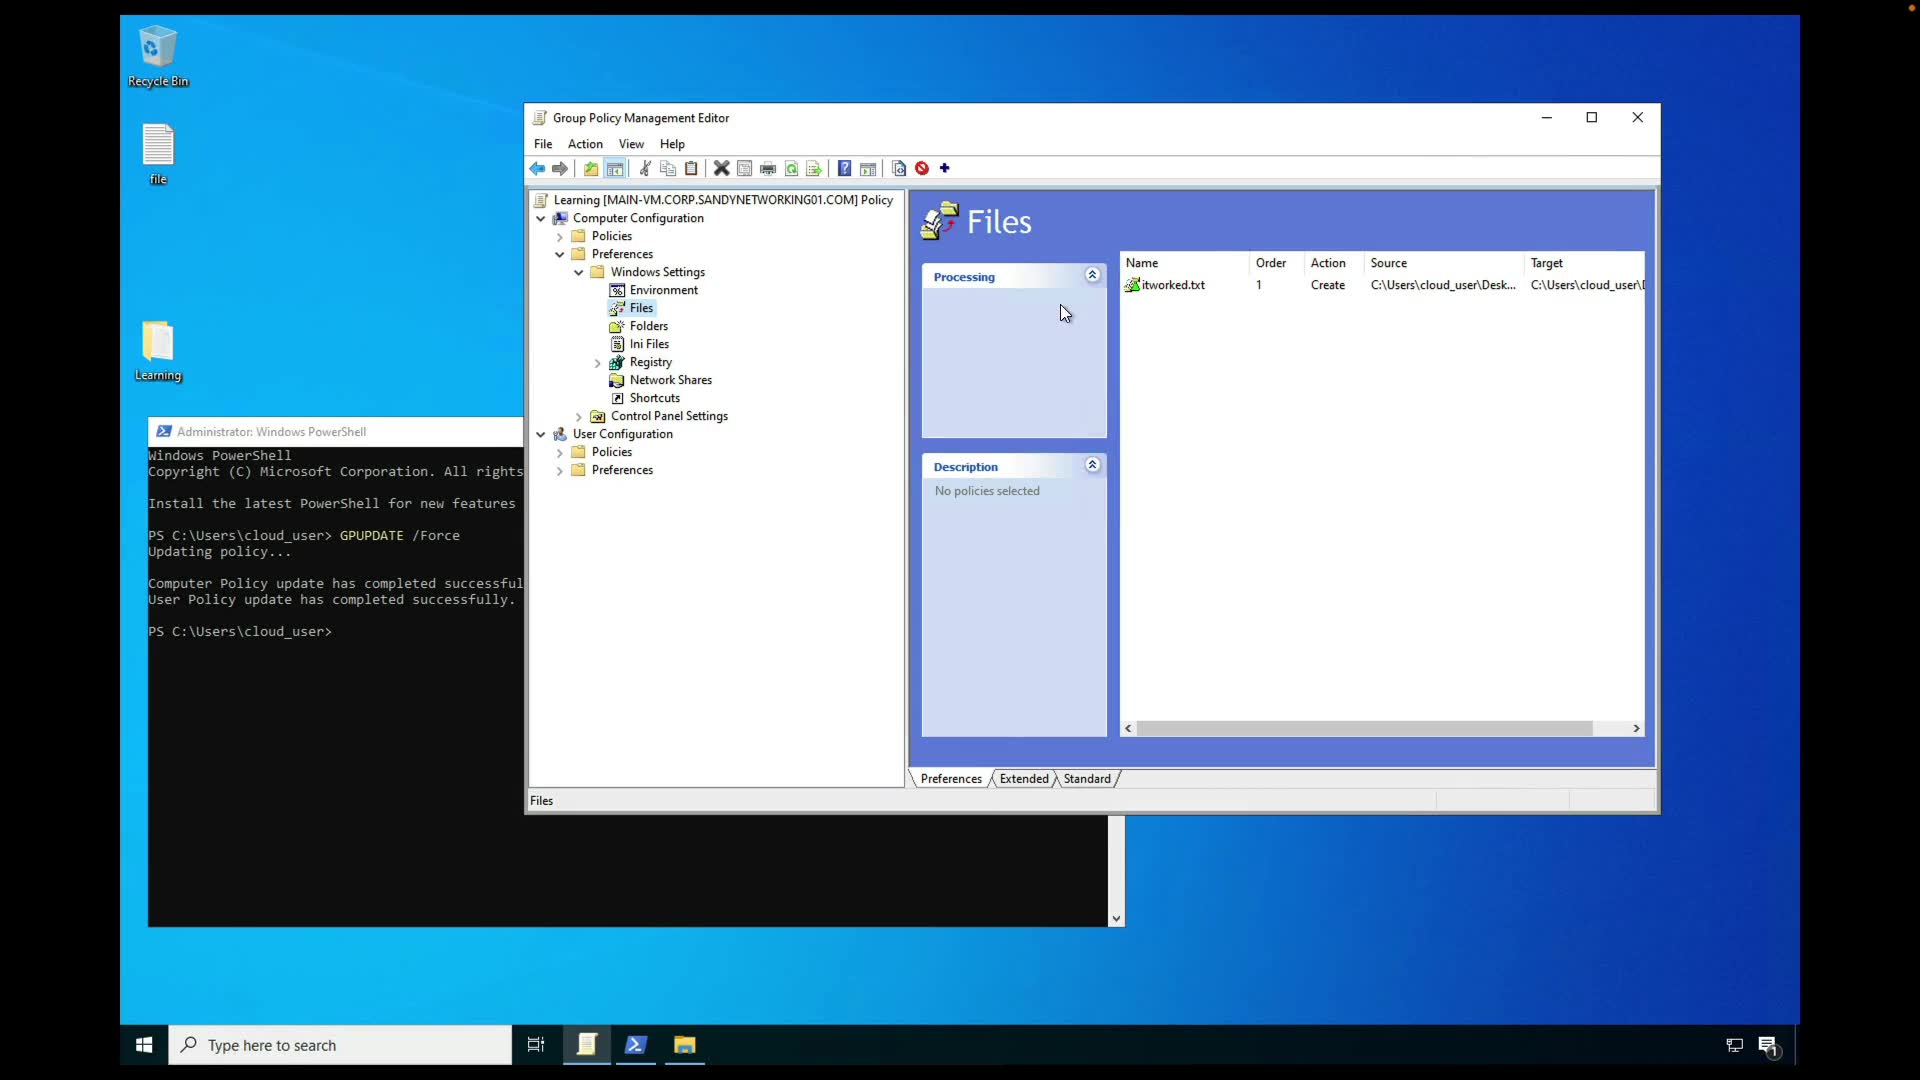 Recycle Bin
file
Learning
Group Policy Management Editor
File Action View Help
Learning [MAIN-VM.CORP.SANDYNETWORKING01.COM] Policy
Computer Configuration
Policies
Preferences
Windows Settings
Environment
Files
Folders
Ini Files
Registry
Network Shares
Shortcuts
Control Panel Settings
User Configuration
Policies
Preferences
Files
Processing
Description
No policies selected
Name Order Action Source Target
itworked.txt 1 Create C:\Users\cloud_user\Desk... C:\Users\cloud_user\
Preferences Extended Standard
Files
Administrator: Windows PowerShell
Windows PowerShell
Copyright (C) Microsoft Corporation. All rights
Install the latest PowerShell for new features
PS C:\Users\cloud_user> GPUPDATE /Force
Updating policy...
Computer Policy update has completed successful
User Policy update has completed successfully.
PS C:\Users\cloud_user>
Type here to search
1